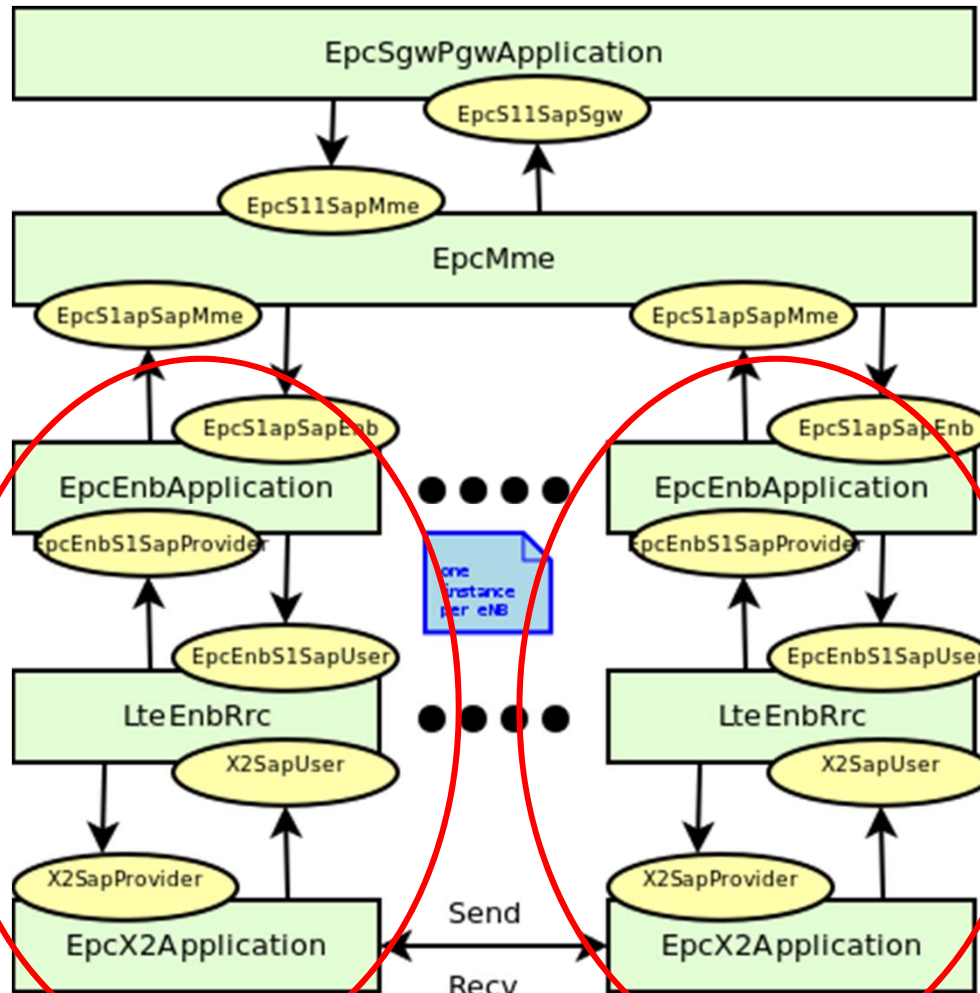 EpcSgwPgwApplication
EpcS11SapSgw
EpcS11SapMme
EpcMme
EpcS1apSapMme
EpcS1apSapMme
EpcS1apSapEnb
EpcS1apSapEnb
EpcEnbApplication
EpcEnbApplication
EpcEnbS1SapProvider
EpcEnbS1SapProvider
one
instance
per eNB
EpcEnbS1SapUser
EpcEnbS1SapUser
LteEnbRrc
LteEnbRrc
X2SapUser
X2SapUser
X2SapProvider
X2SapProvider
Send
EpcX2Application
EpcX2Application
Recv